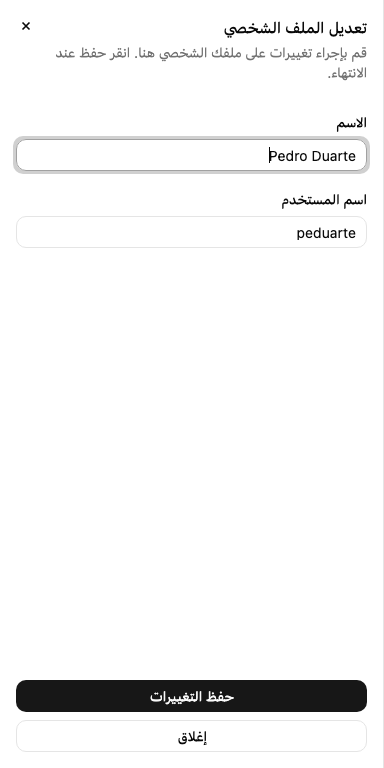 تعديل الملف الشخصي
قم بإجراء تغييرات على ملفك الشخصي هنا. انقر حفظ عند
الانتهاء.
الاسم
Pedro Duarte
اسم المستخدم
peduarte
حفظ التغييرات
إغلاق